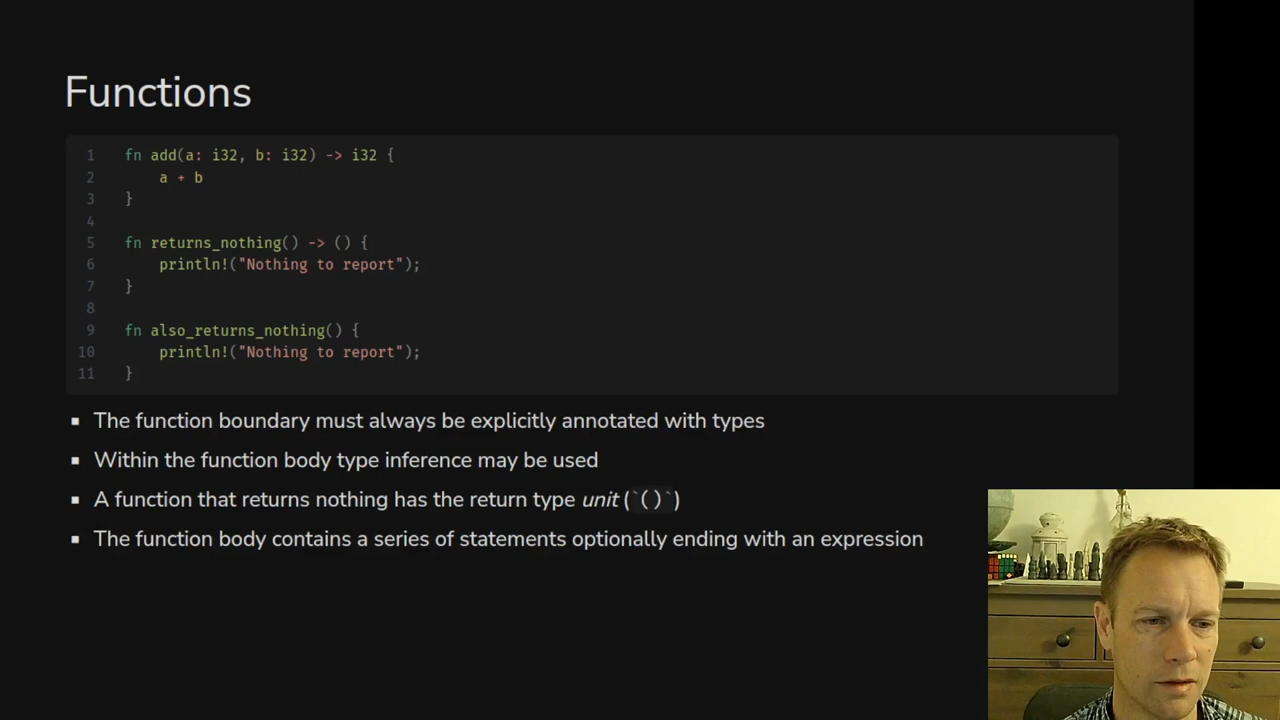 Functions
1 fn add(a: i32, b: i32) -> i32 {
2 a + b
3 }
4
5 fn returns_nothing() -> () {
6 println!("Nothing to report");
7 }
8
9 fn also_returns_nothing() {
10 println!("Nothing to report");
11 }
▪ The function boundary must always be explicitly annotated with types
▪ Within the function body type inference may be used
▪ A function that returns nothing has the return type unit (`()`)
▪ The function body contains a series of statements optionally ending with an expression